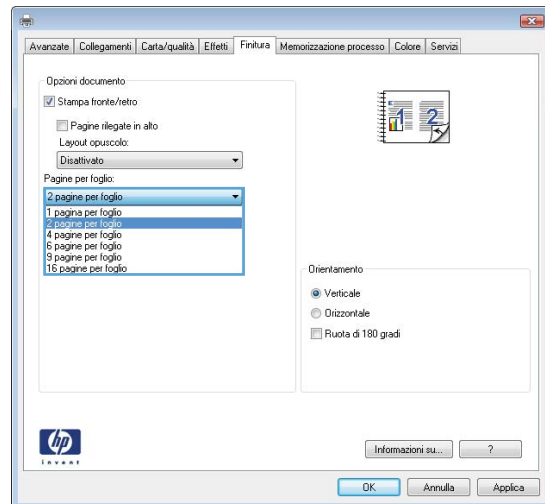 Avanzate Collegamenti Carta/qualità Effetti Finitura Memorizzazione processo Colore Servizi
Opzioni documento
Stampa fronte/retro
Pagine rilegate in alto
Layout opuscolo:
Disattivato
Pagine per foglio:
2 pagine per foglio
1 pagina per foglio
2 pagine per foglio
4 pagine per foglio
6 pagine per foglio
9 pagine per foglio
16 pagine per foglio
1 2
Orientamento
Verticale
Orizzontale
Ruota di 180 gradi
hp
invent
Informazioni su... ?
OK Annulla Applica